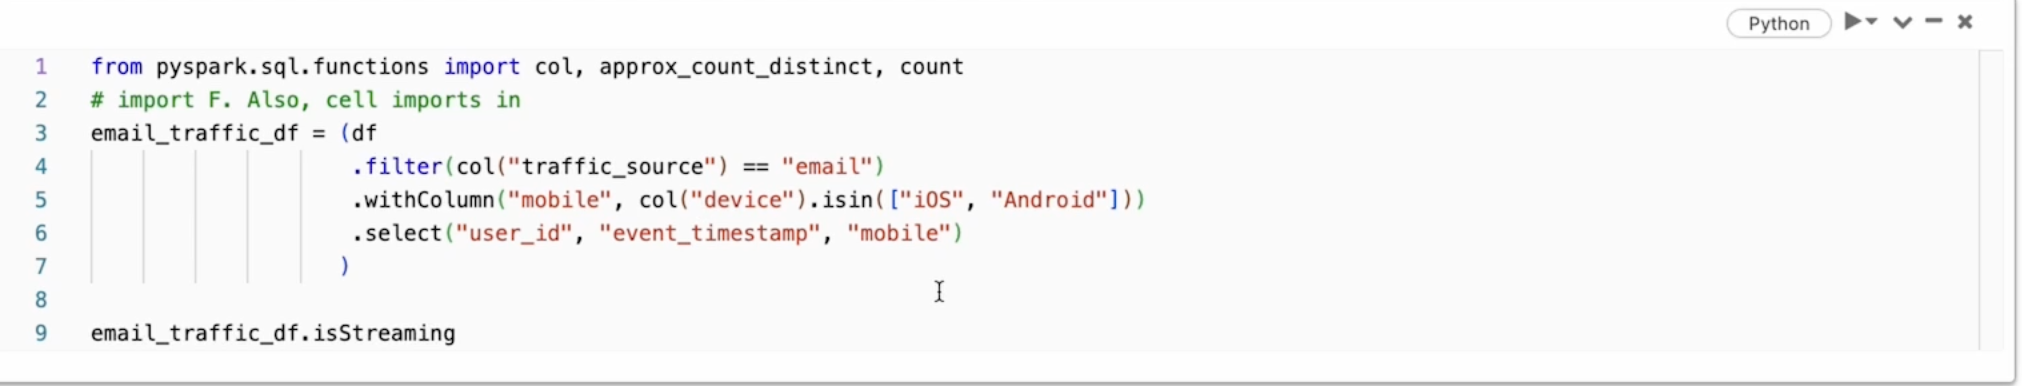 Python
1 from pyspark.sql.functions import col, approx_count_distinct, count
2 # import F. Also, cell imports in
3 email_traffic_df = (df
4 .filter(col("traffic_source") == "email")
5 .withColumn("mobile", col("device").isin(["iOS", "Android"]))
6 .select("user_id", "event_timestamp", "mobile")
7 )
8
9 email_traffic_df.isStreaming